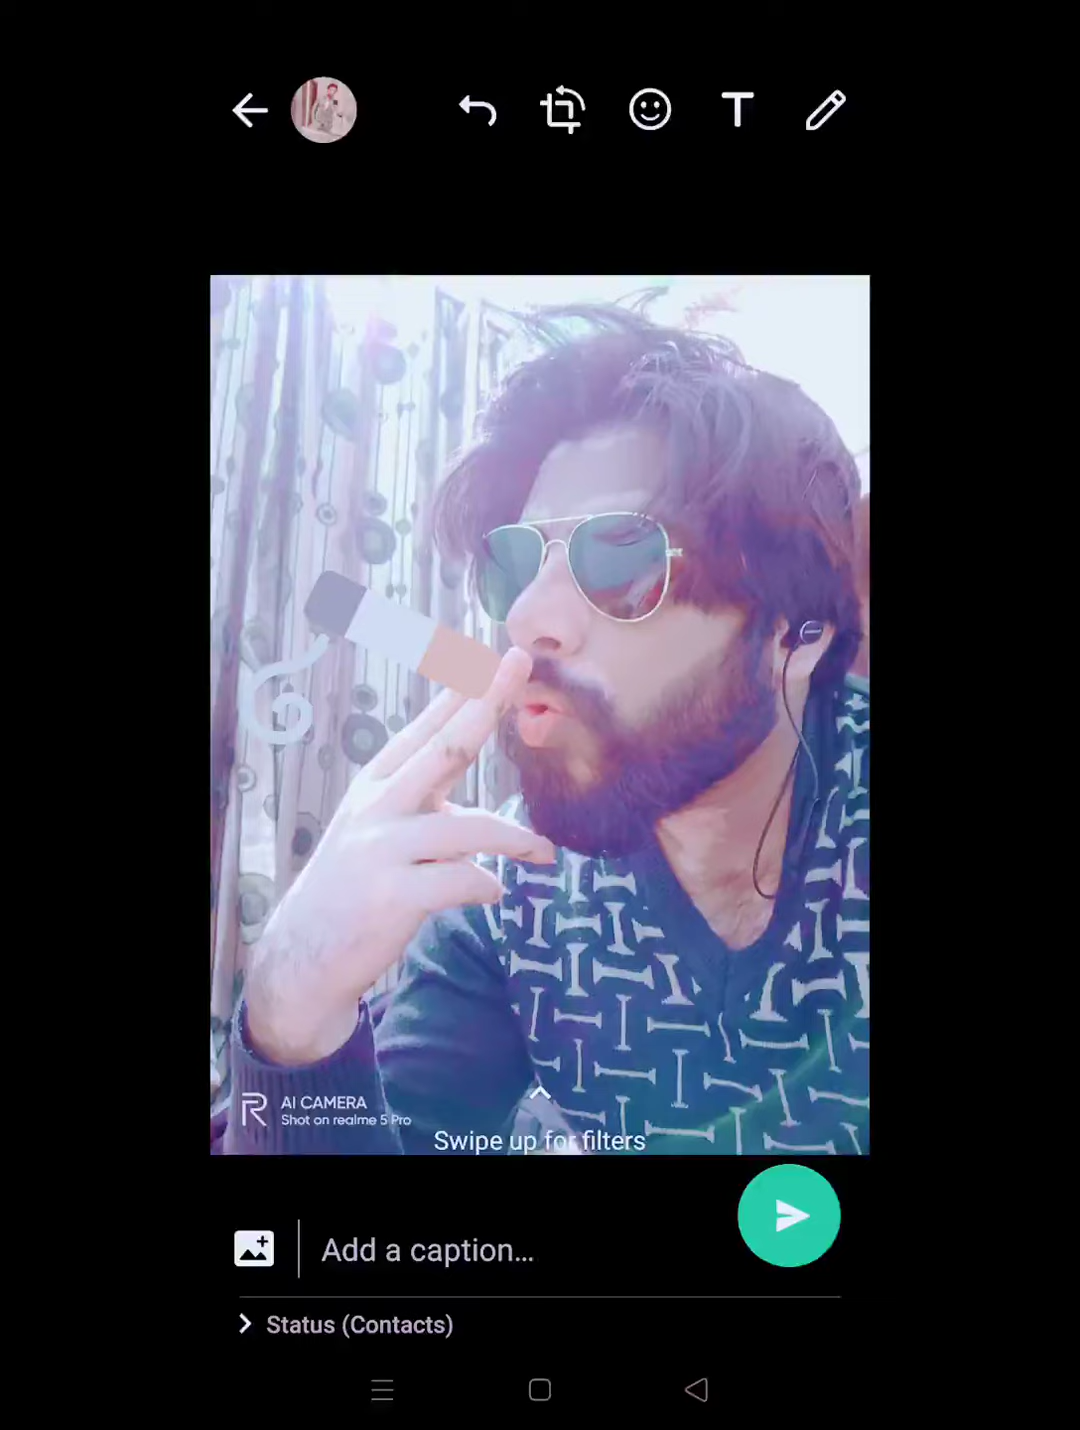 T
AI CAMERA
Shot on realme 5 Pro
Swipe up for filters
Add a caption...
Status (Contacts)